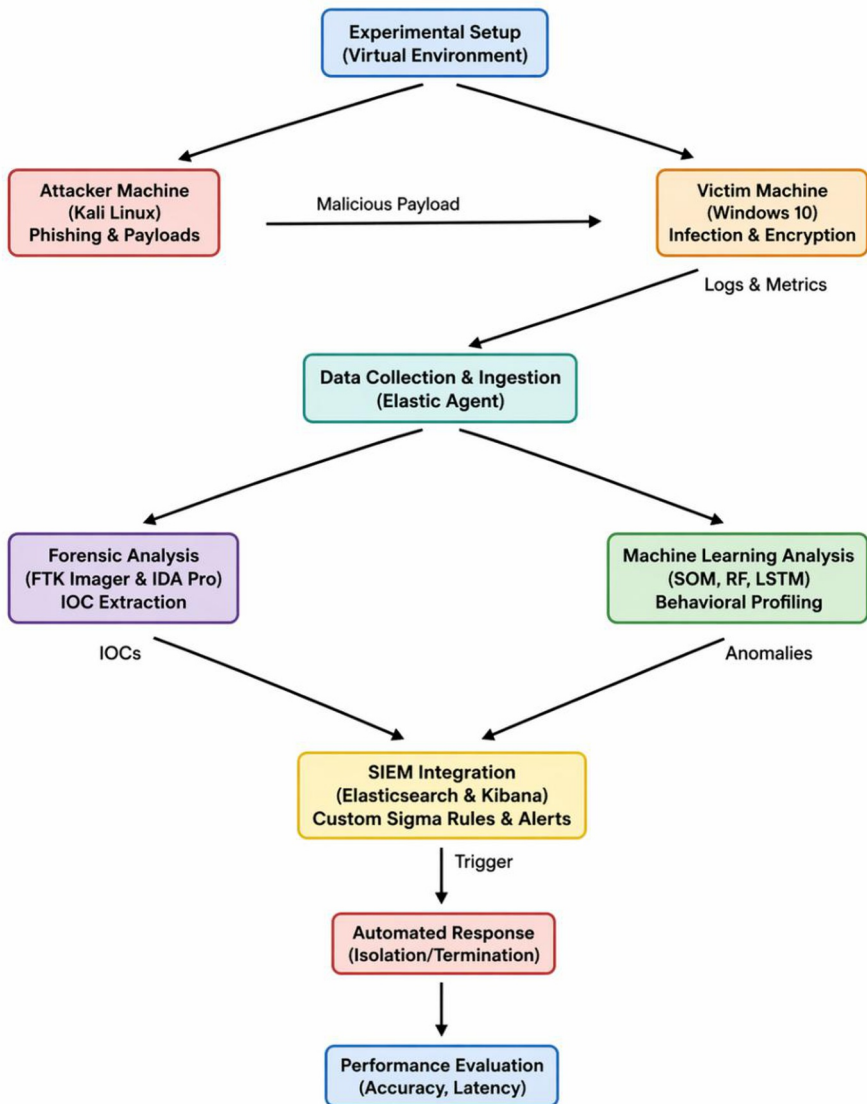 Experimental Setup
(Virtual Environment)
Attacker Machine
(Kali Linux)
Phishing & Payloads
Malicious Payload
Victim Machine
(Windows 10)
Infection & Encryption
Logs & Metrics
Data Collection & Ingestion
(Elastic Agent)
Forensic Analysis
(FTK Imager & IDA Pro)
IOC Extraction
Machine Learning Analysis
(SOM, RF, LSTM)
Behavioral Profiling
IOCs
Anomalies
SIEM Integration
(Elasticsearch & Kibana)
Custom Sigma Rules & Alerts
Trigger
Automated Response
(Isolation/Termination)
Performance Evaluation
(Accuracy, Latency)